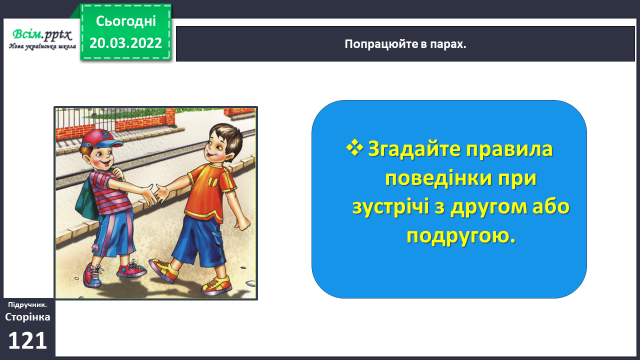 Всім.pptx
Нова українська школа
Сьогодні
20.03.2022
Попрацюйте в парах.
❖ Згадайте правила
поведінки при
зустрічі з другом або
подругою.
Підручник.
Сторінка
121